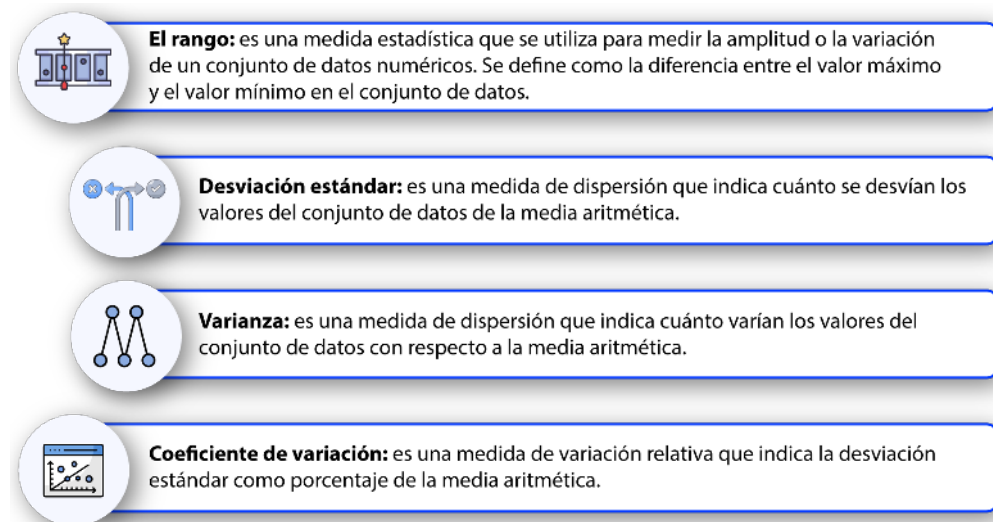 El rango: es una medida estadística que se utiliza para medir la amplitud o la variación
de un conjunto de datos numéricos. Se define como la diferencia entre el valor máximo
y el valor mínimo en el conjunto de datos.
Desviación estándar: es una medida de dispersión que indica cuánto se desvían los
valores del conjunto de datos de la media aritmética.
Varianza: es una medida de dispersión que indica cuánto varían los valores del
conjunto de datos con respecto a la media aritmética.
Coeficiente de variación: es una medida de variación relativa que indica la desviación
estándar como porcentaje de la media aritmética.